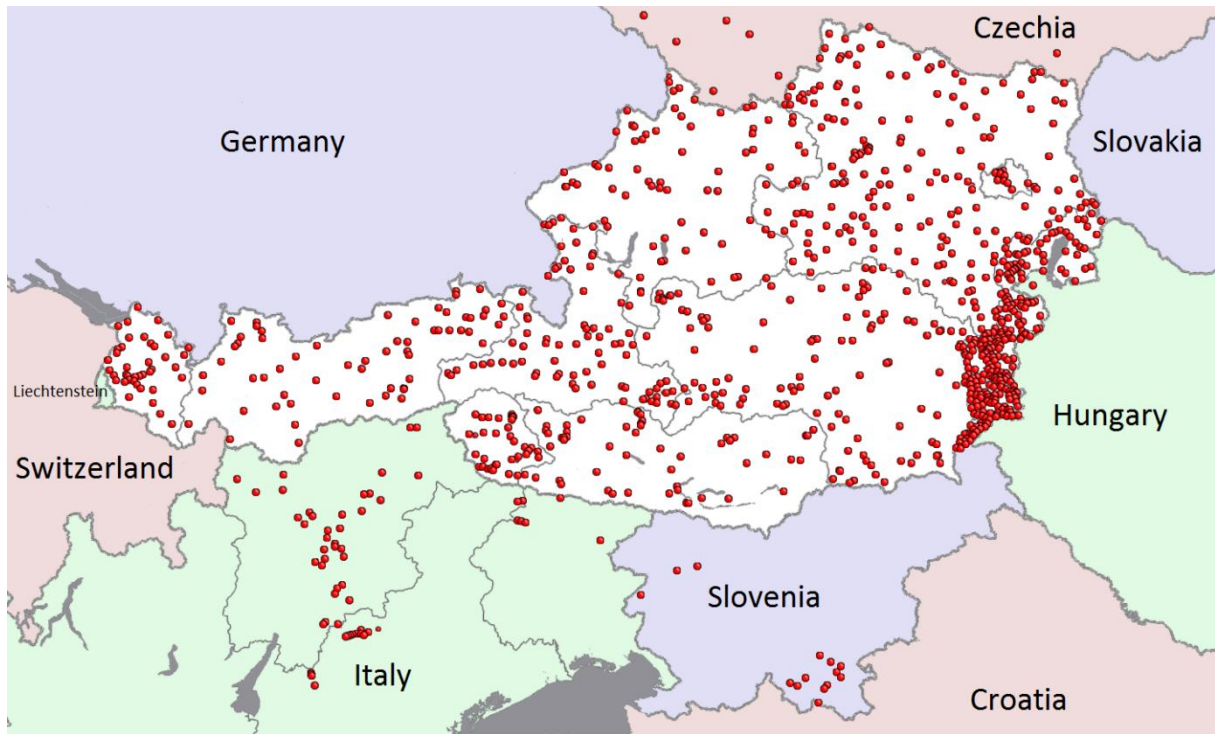 Czechia
Germany
Slovakia
Liechtenstein
Hungary
Switzerland
Slovenia
Italy
Croatia